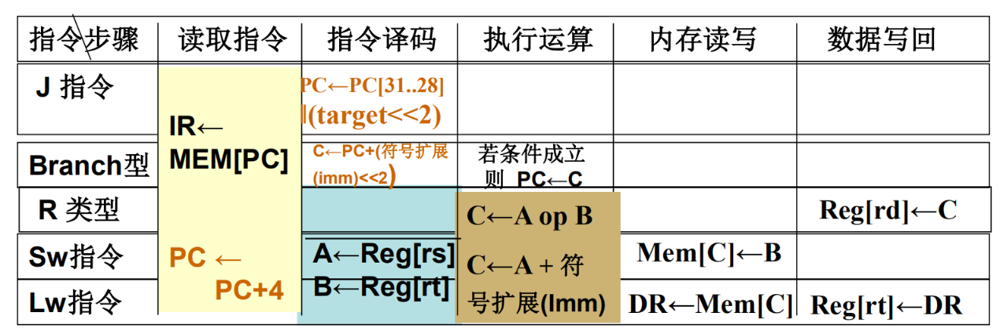 指令步骤 读取指令 指令译码 执行运算 内存读写 数据写回
J 指令
PC←PC[31..28]
‖(target<<2)
IR←
MEM[PC]
Branch型
C←PC+(符号扩展
(imm)<<2)
若条件成立
则 PC←C
R 类型
C←A op B
Reg[rd]←C
Sw指令
PC ←
PC+4
A←Reg[rs]
B←Reg[rt]
C←A + 符
号扩展(Imm)
Mem[C]←B
Lw指令
DR←Mem[C]
Reg[rt]←DR